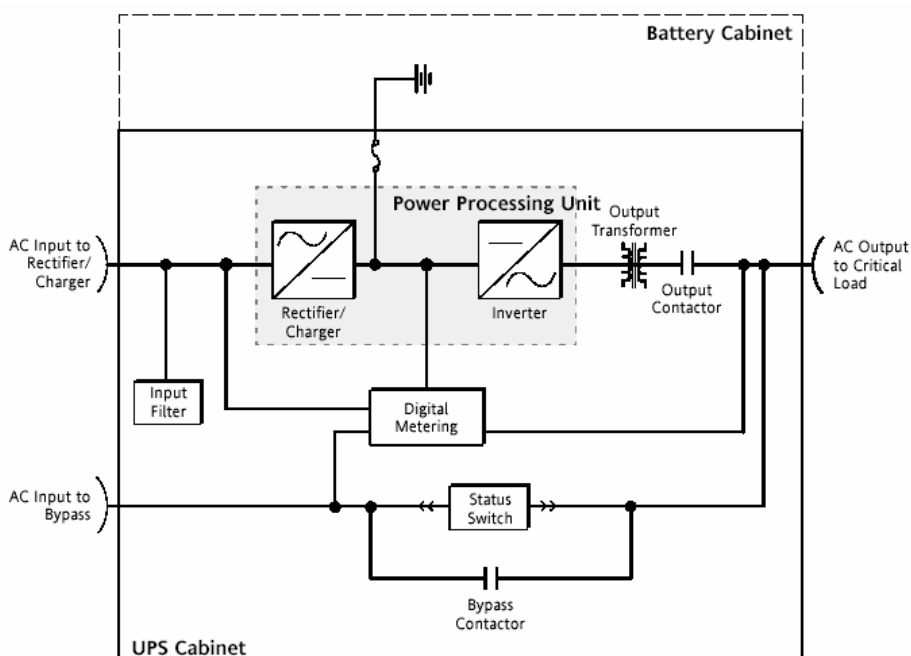 Battery Cabinet
Power Processing Unit
Output
Transformer
AC Input to
Rectifier/
Charger
AC Output
to Critical
Load
Output
Contactor
Rectifier/
Charger
Inverter
Input
Filter
Digital
Metering
AC Input to
Bypass
Status
Switch
Bypass
Contactor
UPS Cabinet